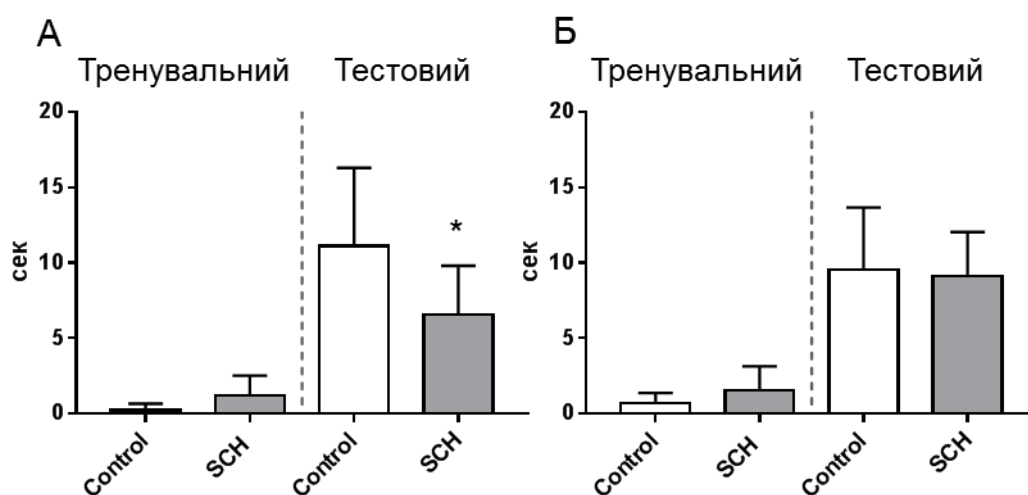 А
Тренувальний Тестовий
20
15
10
5
0
сек
*
Control
SCH
Control
SCH
Б
Тренувальний Тестовий
20
15
10
5
0
сек
Control
SCH
Control
SCH